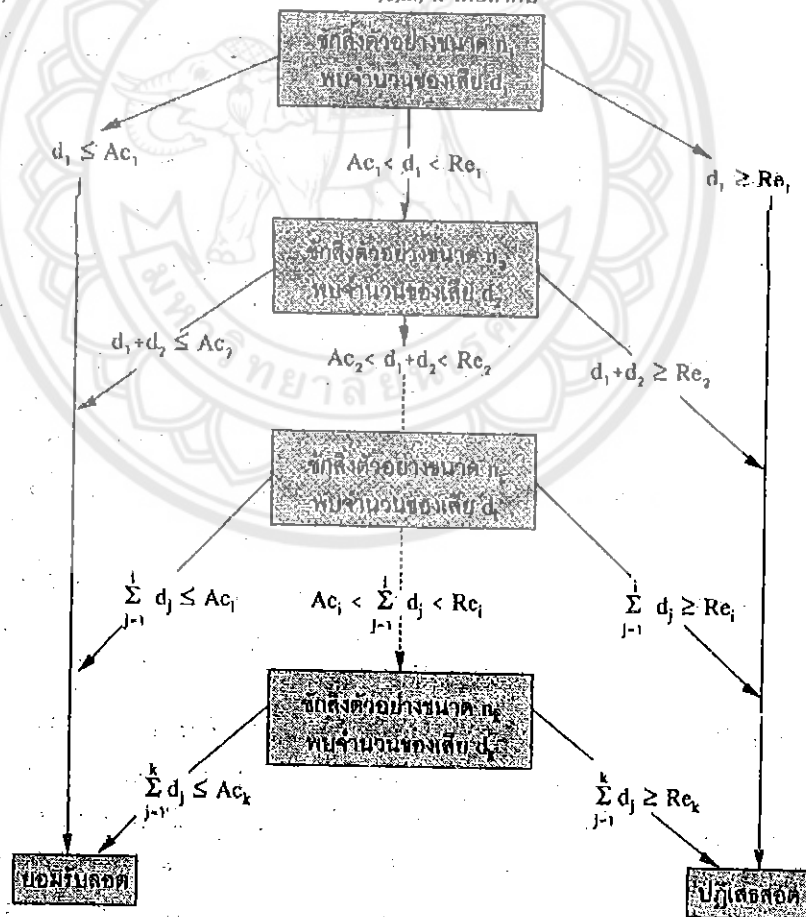 ชักสิ่งตัวอย่างขนาด n₁
พบจำนวนของเสีย d₁
d₁ ≤ Ac₁
Ac₁ < d₁ < Re₁
d₁ ≥ Re₁
ชักสิ่งตัวอย่างขนาด n₂
พบจำนวนของเสีย d₂
d₁+d₂ ≤ Ac₂
Ac₂ < d₁+d₂ < Re₂
d₁+d₂ ≥ Re₂
ชักสิ่งตัวอย่างขนาด nᵢ
พบจำนวนของเสีย dᵢ
i
Σ dⱼ ≤ Acᵢ
j=1
i
Acᵢ < Σ dⱼ < Reᵢ
j=1
i
Σ dⱼ ≥ Reᵢ
j=1
ชักสิ่งตัวอย่างขนาด nₖ
พบจำนวนของเสีย dₖ
k
Σ dⱼ ≤ Acₖ
j=1
k
Σ dⱼ ≥ Reₖ
j=1
ยอมรับลอต
ปฏิเสธลอต